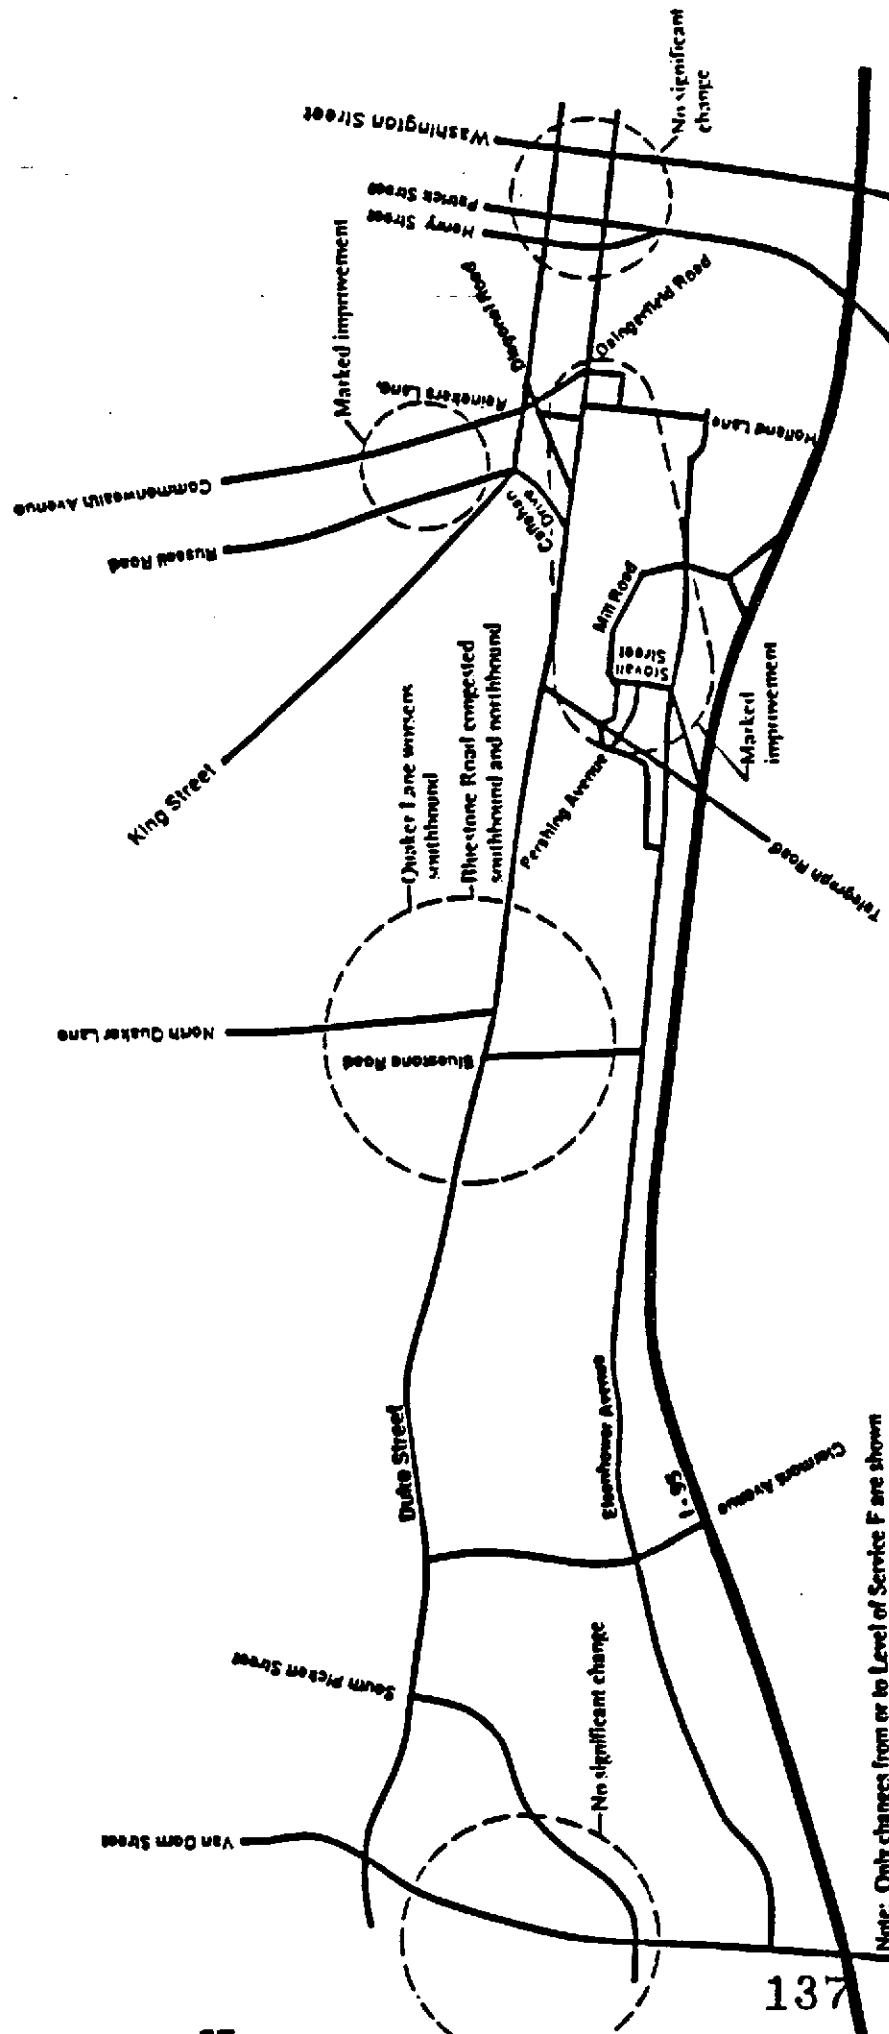 Washington Street
Patrick Street
Henry Street
No significant
change
Marked improvement
Diagonal Road
Daingerfield Road
Reinekers Lane
Commonwealth Avenue
Russell Road
Callahan
Drive
Holland Lane
King Street
Mill Road
Stovall
Street
Marked
improvement
Quaker Lane worsens
southbound
Bluestone Road congested
southbound and northbound
Pershing Avenue
Telegraph Road
North Quaker Lane
Bluestone Road
Duke Street
Eisenhower Avenue
I-95
Clermont Avenue
South Pickett Street
No significant change
Van Dorn Street
Note: Only changes from or to Level of Service F are shown
137